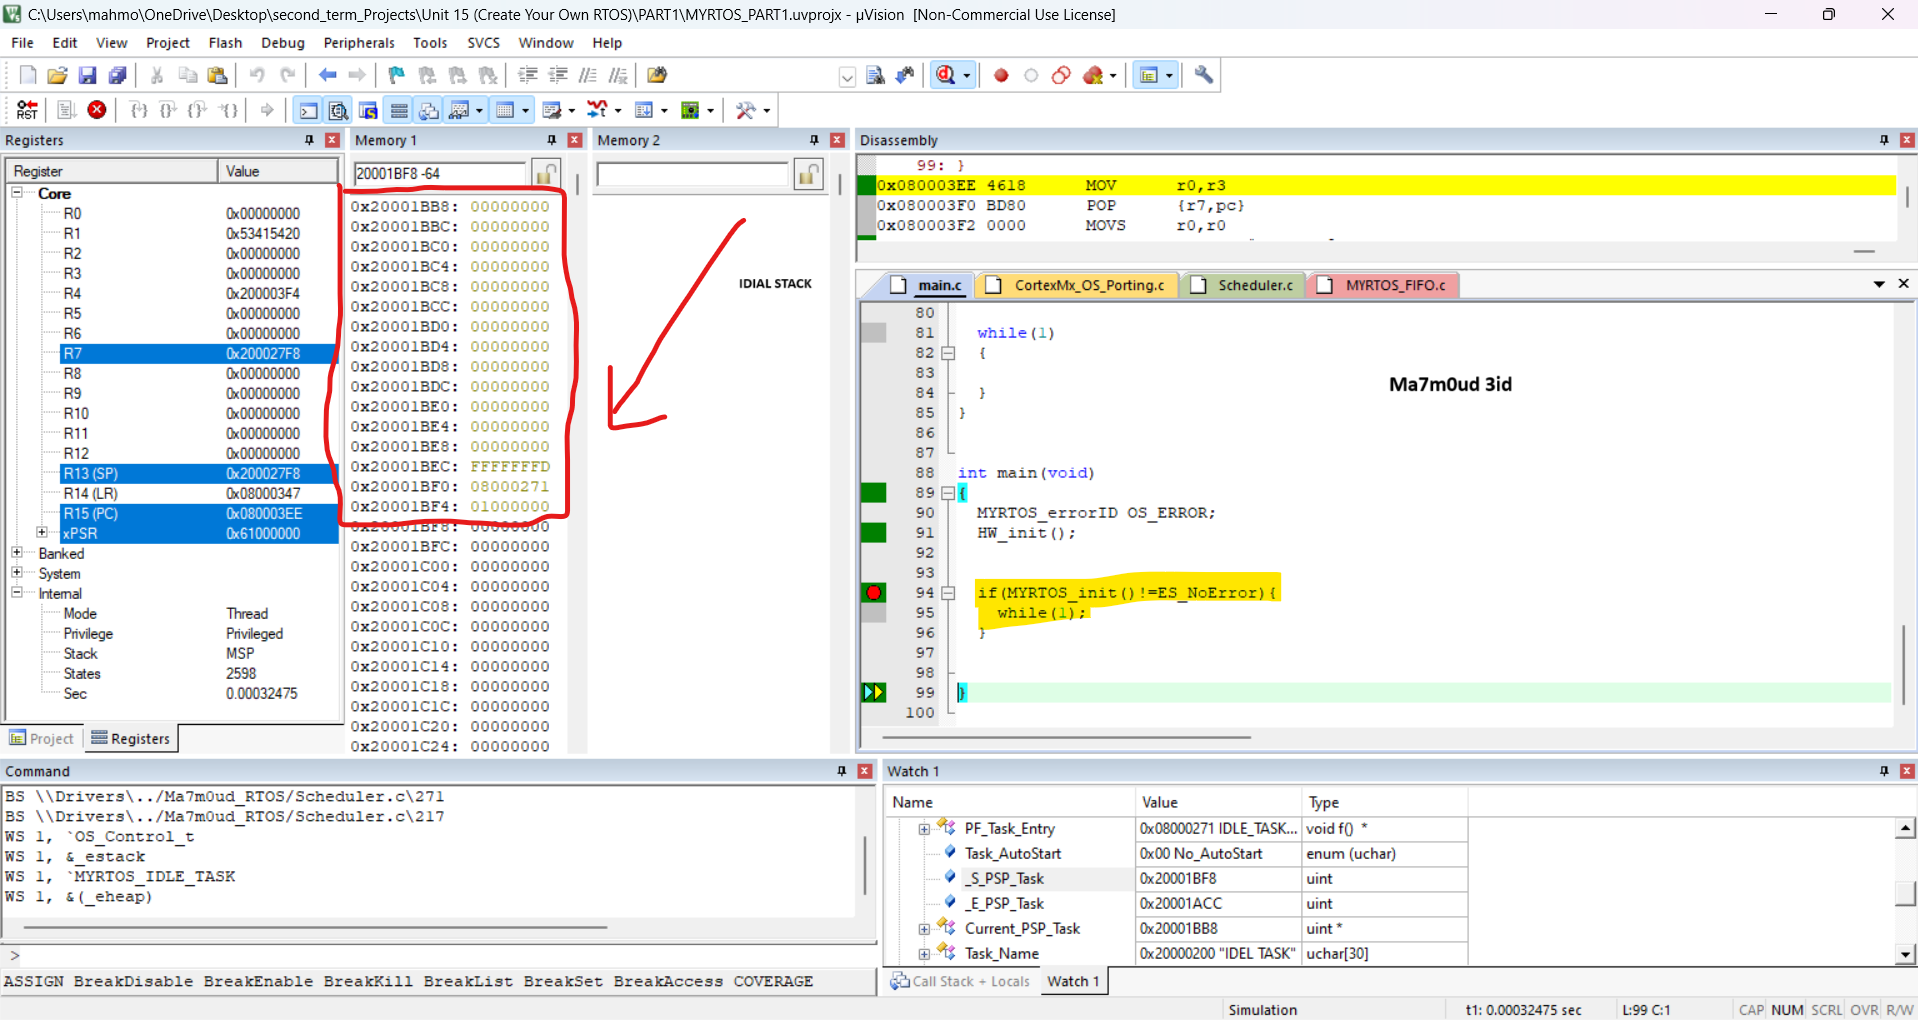 C:\Users\mahmo\OneDrive\Desktop\second_term_Projects\Unit 15 (Create Your Own RTOS)\PART1\MYRTOS_PART1.uvprojx - µVision [Non-Commercial Use License]
File Edit View Project Flash Debug Peripherals Tools SVCS Window Help
RST
Registers
Register Value
Core
R0 0x00000000
R1 0x53415420
R2 0x00000000
R3 0x00000000
R4 0x200003F4
R5 0x00000000
R6 0x00000000
R7 0x200027F8
R8 0x00000000
R9 0x00000000
R10 0x00000000
R11 0x00000000
R12 0x00000000
R13 (SP) 0x200027F8
R14 (LR) 0x08000347
R15 (PC) 0x080003EE
xPSR 0x61000000
Banked
System
Internal
Mode Thread
Privilege Privileged
Stack MSP
States 2598
Sec 0.00032475
Project Registers
Memory 1
20001BF8 -64
0x20001BB8: 00000000
0x20001BBC: 00000000
0x20001BC0: 00000000
0x20001BC4: 00000000
0x20001BC8: 00000000
0x20001BCC: 00000000
0x20001BD0: 00000000
0x20001BD4: 00000000
0x20001BD8: 00000000
0x20001BDC: 00000000
0x20001BE0: 00000000
0x20001BE4: 00000000
0x20001BE8: 00000000
0x20001BEC: FFFFFFFD
0x20001BF0: 08000271
0x20001BF4: 01000000
0x20001BF8: 00000000
0x20001BFC: 00000000
0x20001C00: 00000000
0x20001C04: 00000000
0x20001C08: 00000000
0x20001C0C: 00000000
0x20001C10: 00000000
0x20001C14: 00000000
0x20001C18: 00000000
0x20001C1C: 00000000
0x20001C20: 00000000
0x20001C24: 00000000
Memory 2
IDIAL STACK
Disassembly
99: }
0x080003EE 4618 MOV r0,r3
0x080003F0 BD80 POP {r7,pc}
0x080003F2 0000 MOVS r0,r0
main.c CortexMx_OS_Porting.c Scheduler.c MYRTOS_FIFO.c
80
81 while(1)
82 {
83
84 }
85 }
86
87
88 int main(void)
89 {
90 MYRTOS_errorID OS_ERROR;
91 HW_init();
92
93
94 if(MYRTOS_init()!=ES_NoError){
95 while(1);
96 }
97
98
99 }
100
Ma7m0ud 3id
Command
BS \\Drivers\../Ma7m0ud_RTOS/Scheduler.c\271
BS \\Drivers\../Ma7m0ud_RTOS/Scheduler.c\217
WS 1, `OS_Control_t
WS 1, &_estack
WS 1, `MYRTOS_IDLE_TASK
WS 1, &(_eheap)
>
ASSIGN BreakDisable BreakEnable BreakKill BreakList BreakSet BreakAccess COVERAGE
Watch 1
Name Value Type
PF_Task_Entry 0x08000271 IDLE_TASK... void f() *
Task_AutoStart 0x00 No_AutoStart enum (uchar)
_S_PSP_Task 0x20001BF8 uint
_E_PSP_Task 0x20001ACC uint
Current_PSP_Task 0x20001BB8 uint *
Task_Name 0x20000200 "IDEL TASK" uchar[30]
Call Stack + Locals Watch 1
Simulation t1: 0.00032475 sec L:99 C:1 CAP NUM SCRL OVR R/W